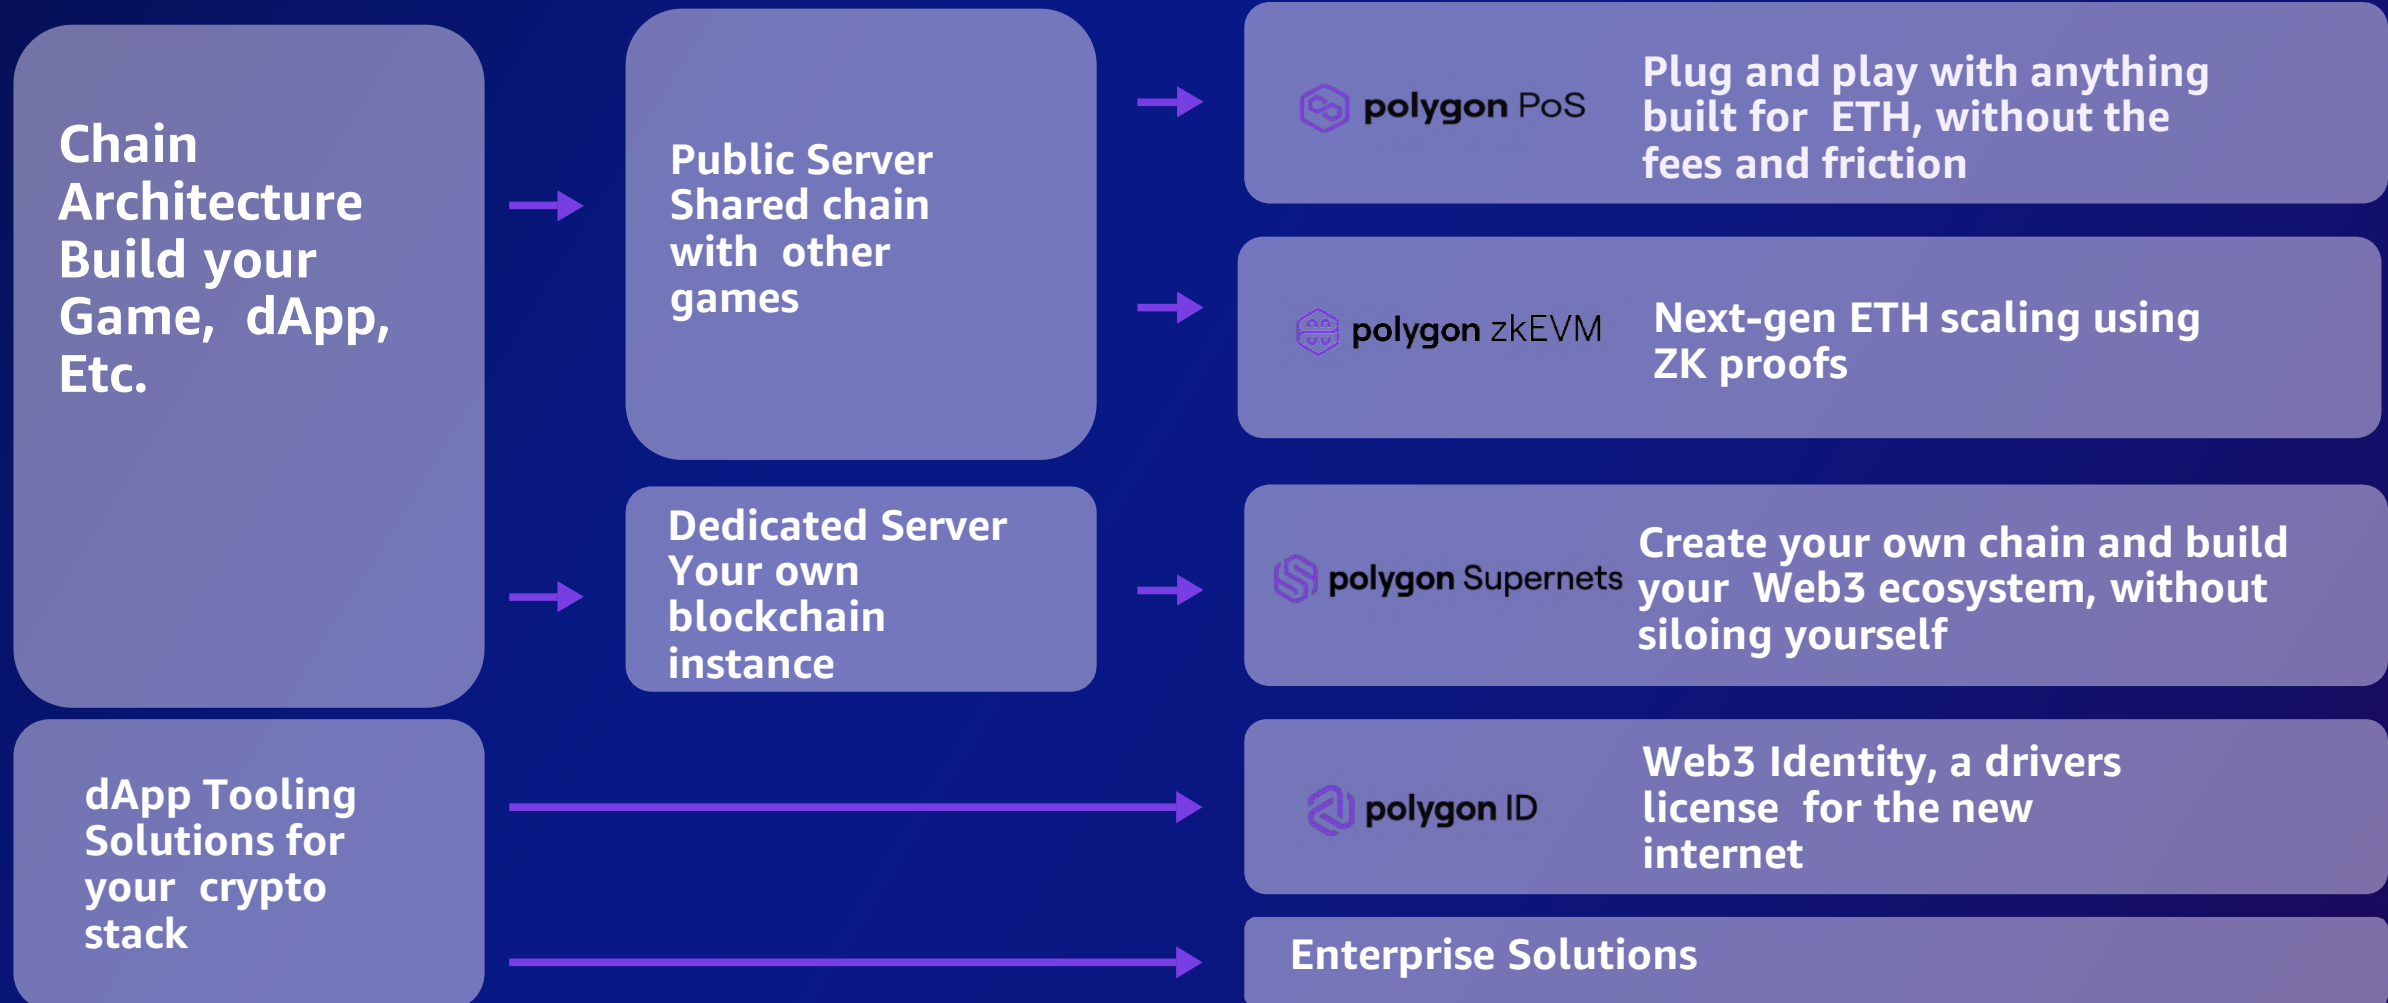 Chain
Architecture
Build your
Game, dApp,
Etc.
Public Server
Shared chain
with other
games
polygon PoS
Plug and play with anything
built for ETH, without the
fees and friction
polygon zkEVM
Next-gen ETH scaling using
ZK proofs
Dedicated Server
Your own
blockchain
instance
polygon Supernets
Create your own chain and build
your Web3 ecosystem, without
siloing yourself
dApp Tooling
Solutions for
your crypto
stack
polygon ID
Web3 Identity, a drivers
license for the new
internet
Enterprise Solutions